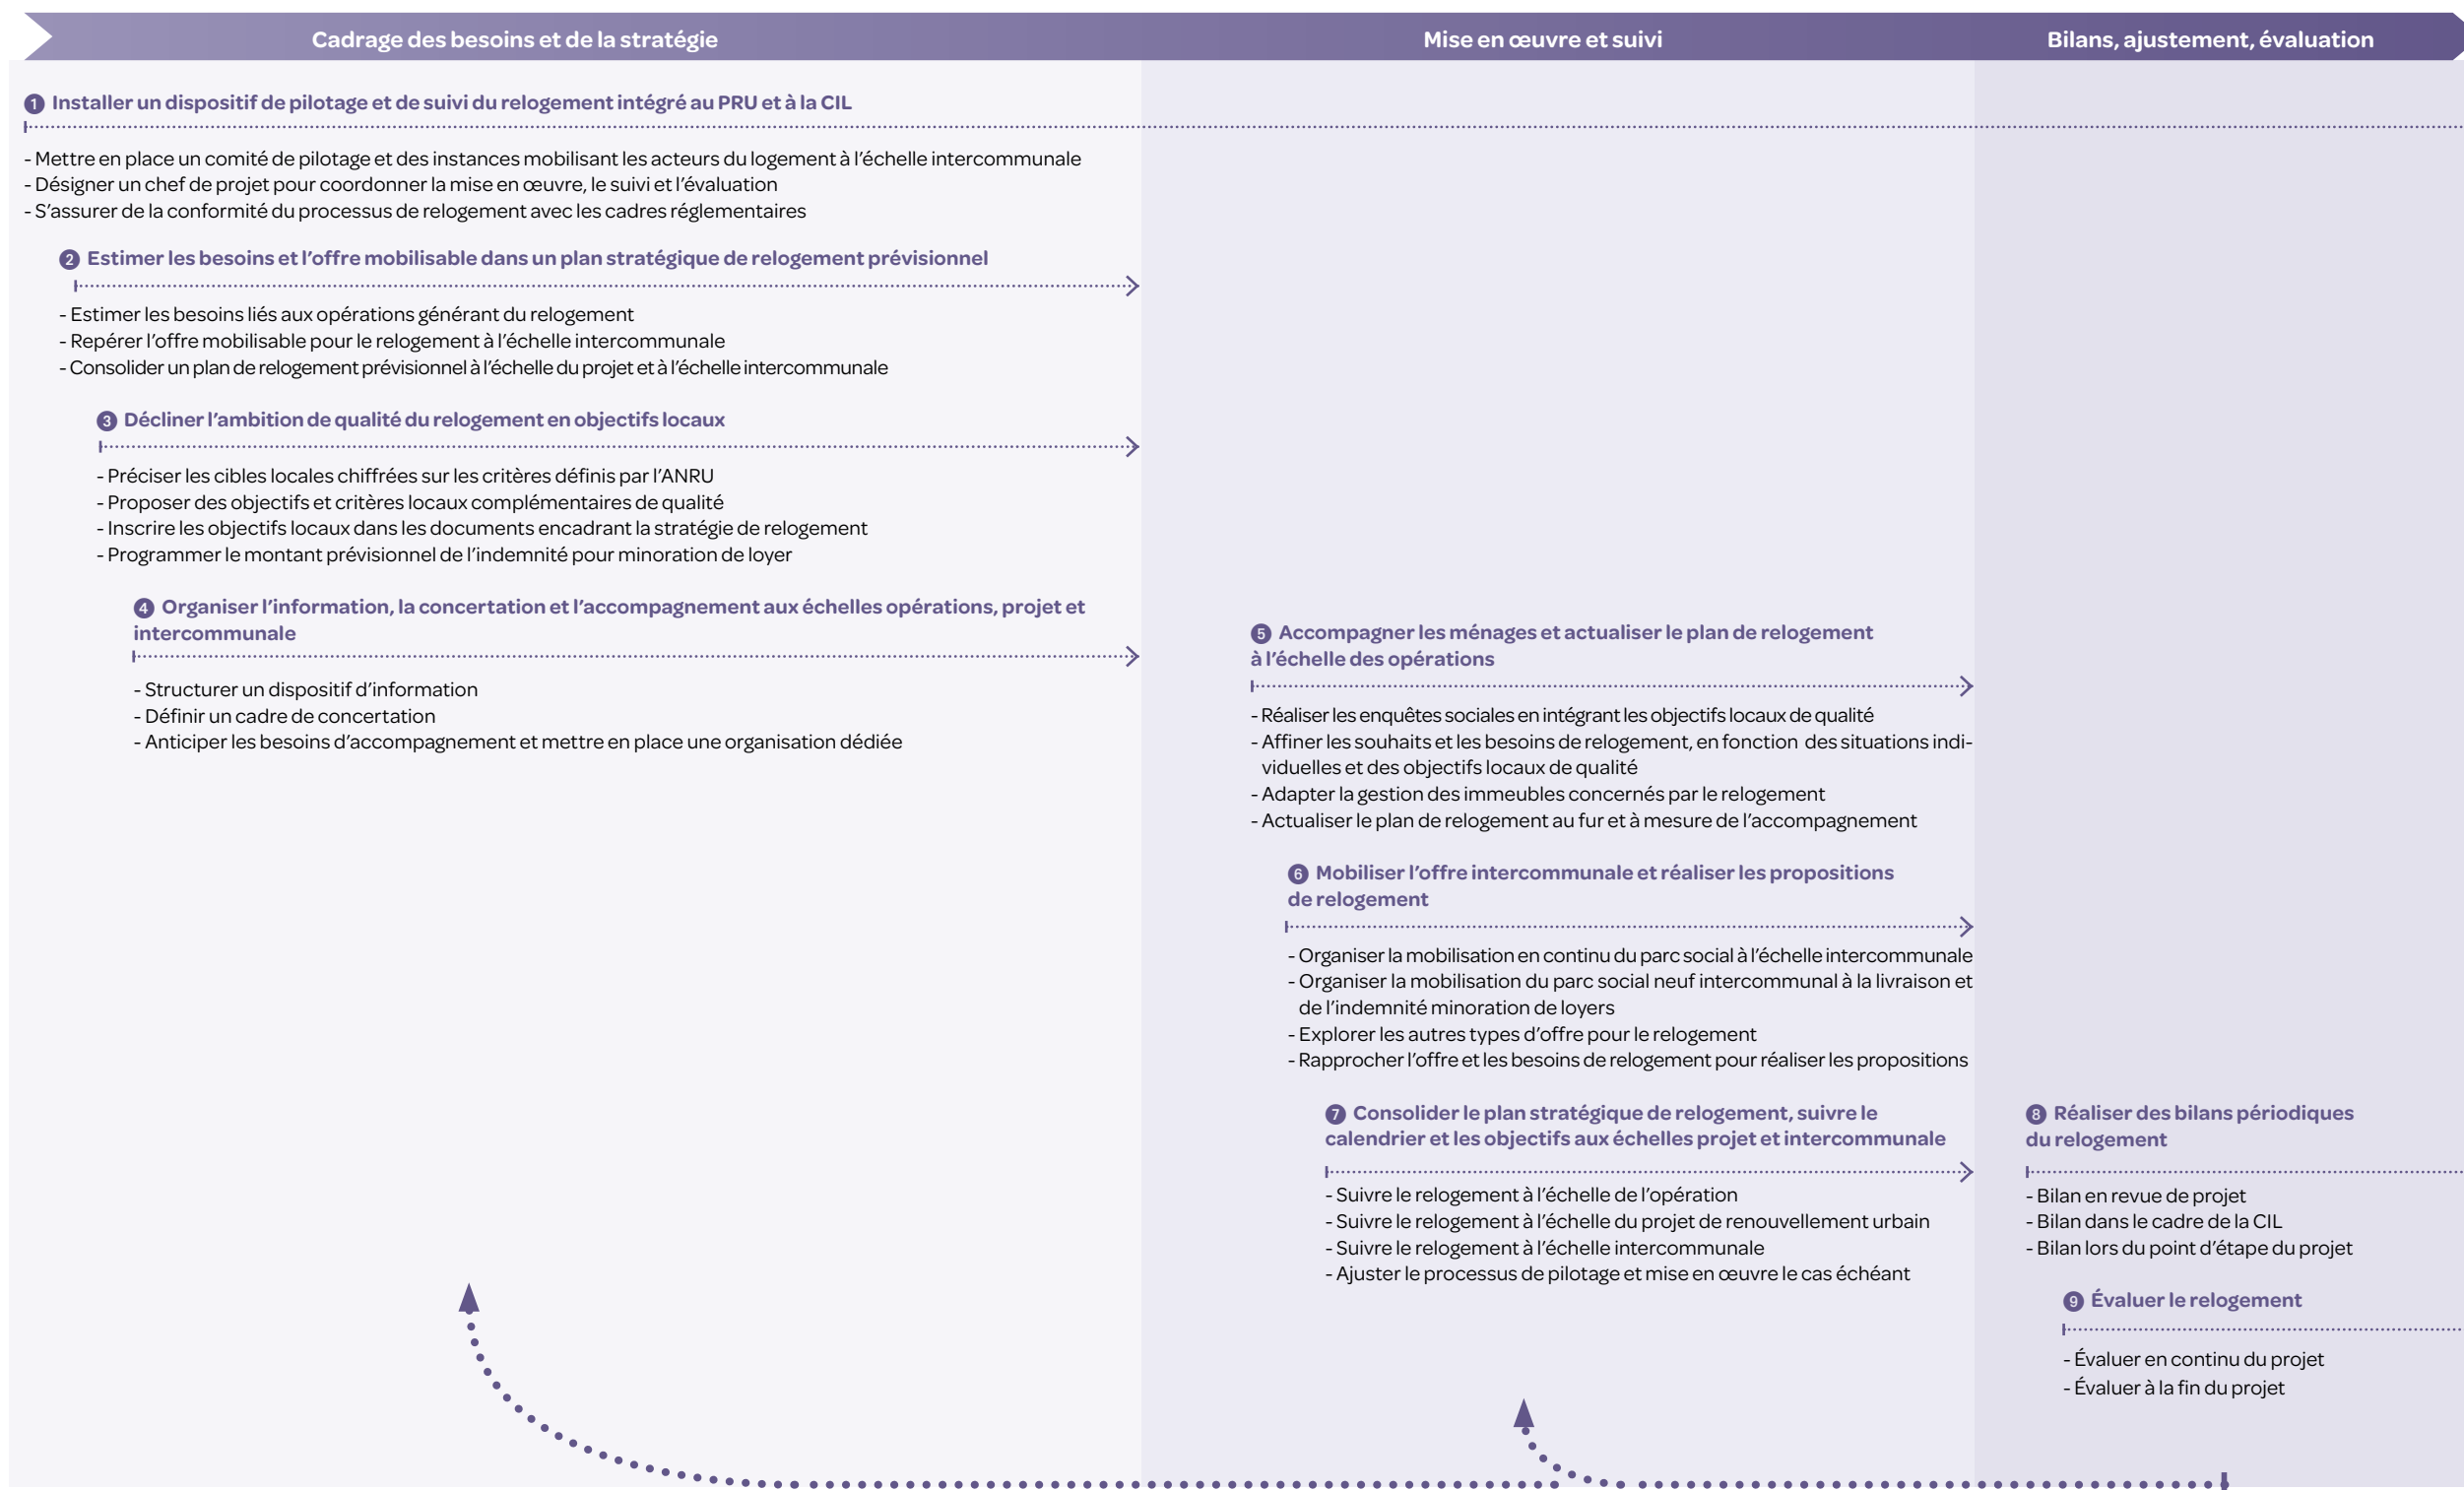 Cadrage des besoins et de la stratégie
Mise en œuvre et suivi
Bilans, ajustement, évaluation
1 Installer un dispositif de pilotage et de suivi du relogement intégré au PRU et à la CIL
- Mettre en place un comité de pilotage et des instances mobilisant les acteurs du logement à l’échelle intercommunale
- Désigner un chef de projet pour coordonner la mise en œuvre, le suivi et l’évaluation
- S’assurer de la conformité du processus de relogement avec les cadres réglementaires
2 Estimer les besoins et l’offre mobilisable dans un plan stratégique de relogement prévisionnel
- Estimer les besoins liés aux opérations générant du relogement
- Repérer l’offre mobilisable pour le relogement à l’échelle intercommunale
- Consolider un plan de relogement prévisionnel à l’échelle du projet et à l’échelle intercommunale
3 Décliner l’ambition de qualité du relogement en objectifs locaux
- Préciser les cibles locales chiffrées sur les critères définis par l’ANRU
- Proposer des objectifs et critères locaux complémentaires de qualité
- Inscrire les objectifs locaux dans les documents encadrant la stratégie de relogement
- Programmer le montant prévisionnel de l’indemnité pour minoration de loyer
4 Organiser l’information, la concertation et l’accompagnement aux échelles opérations, projet et
intercommunale
- Structurer un dispositif d’information
- Définir un cadre de concertation
- Anticiper les besoins d’accompagnement et mettre en place une organisation dédiée
5 Accompagner les ménages et actualiser le plan de relogement
à l’échelle des opérations
- Réaliser les enquêtes sociales en intégrant les objectifs locaux de qualité
- Affiner les souhaits et les besoins de relogement, en fonction des situations indi-
viduelles et des objectifs locaux de qualité
- Adapter la gestion des immeubles concernés par le relogement
- Actualiser le plan de relogement au fur et à mesure de l’accompagnement
6 Mobiliser l’offre intercommunale et réaliser les propositions
de relogement
- Organiser la mobilisation en continu du parc social à l’échelle intercommunale
- Organiser la mobilisation du parc social neuf intercommunal à la livraison et
de l’indemnité minoration de loyers
- Explorer les autres types d’offre pour le relogement
- Rapprocher l’offre et les besoins de relogement pour réaliser les propositions
7 Consolider le plan stratégique de relogement, suivre le
calendrier et les objectifs aux échelles projet et intercommunale
- Suivre le relogement à l’échelle de l’opération
- Suivre le relogement à l’échelle du projet de renouvellement urbain
- Suivre le relogement à l’échelle intercommunale
- Ajuster le processus de pilotage et mise en œuvre le cas échéant
8 Réaliser des bilans périodiques
du relogement
- Bilan en revue de projet
- Bilan dans le cadre de la CIL
- Bilan lors du point d’étape du projet
9 Évaluer le relogement
- Évaluer en continu du projet
- Évaluer à la fin du projet